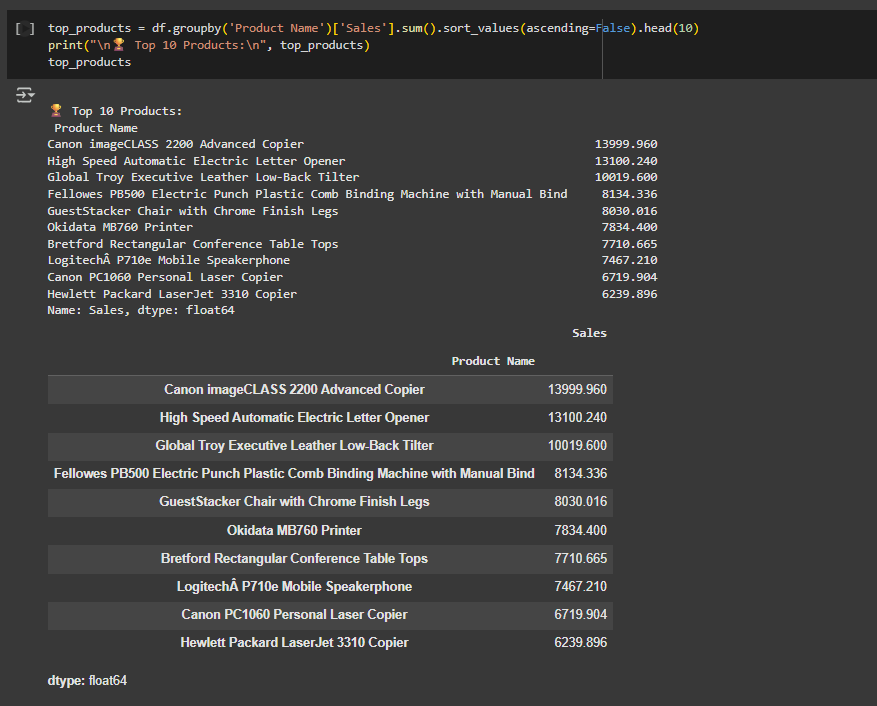 [ ] top_products = df.groupby('Product Name')['Sales'].sum().sort_values(ascending=False).head(10)
print("\n🏆 Top 10 Products:\n", top_products)
top_products
🏆 Top 10 Products:
Product Name
Canon imageCLASS 2200 Advanced Copier 13999.960
High Speed Automatic Electric Letter Opener 13100.240
Global Troy Executive Leather Low-Back Tilter 10019.600
Fellowes PB500 Electric Punch Plastic Comb Binding Machine with Manual Bind 8134.336
GuestStacker Chair with Chrome Finish Legs 8030.016
Okidata MB760 Printer 7834.400
Bretford Rectangular Conference Table Tops 7710.665
LogitechÂ P710e Mobile Speakerphone 7467.210
Canon PC1060 Personal Laser Copier 6719.904
Hewlett Packard LaserJet 3310 Copier 6239.896
Name: Sales, dtype: float64
Sales
Product Name
Canon imageCLASS 2200 Advanced Copier 13999.960
High Speed Automatic Electric Letter Opener 13100.240
Global Troy Executive Leather Low-Back Tilter 10019.600
Fellowes PB500 Electric Punch Plastic Comb Binding Machine with Manual Bind 8134.336
GuestStacker Chair with Chrome Finish Legs 8030.016
Okidata MB760 Printer 7834.400
Bretford Rectangular Conference Table Tops 7710.665
LogitechÂ P710e Mobile Speakerphone 7467.210
Canon PC1060 Personal Laser Copier 6719.904
Hewlett Packard LaserJet 3310 Copier 6239.896
dtype: float64